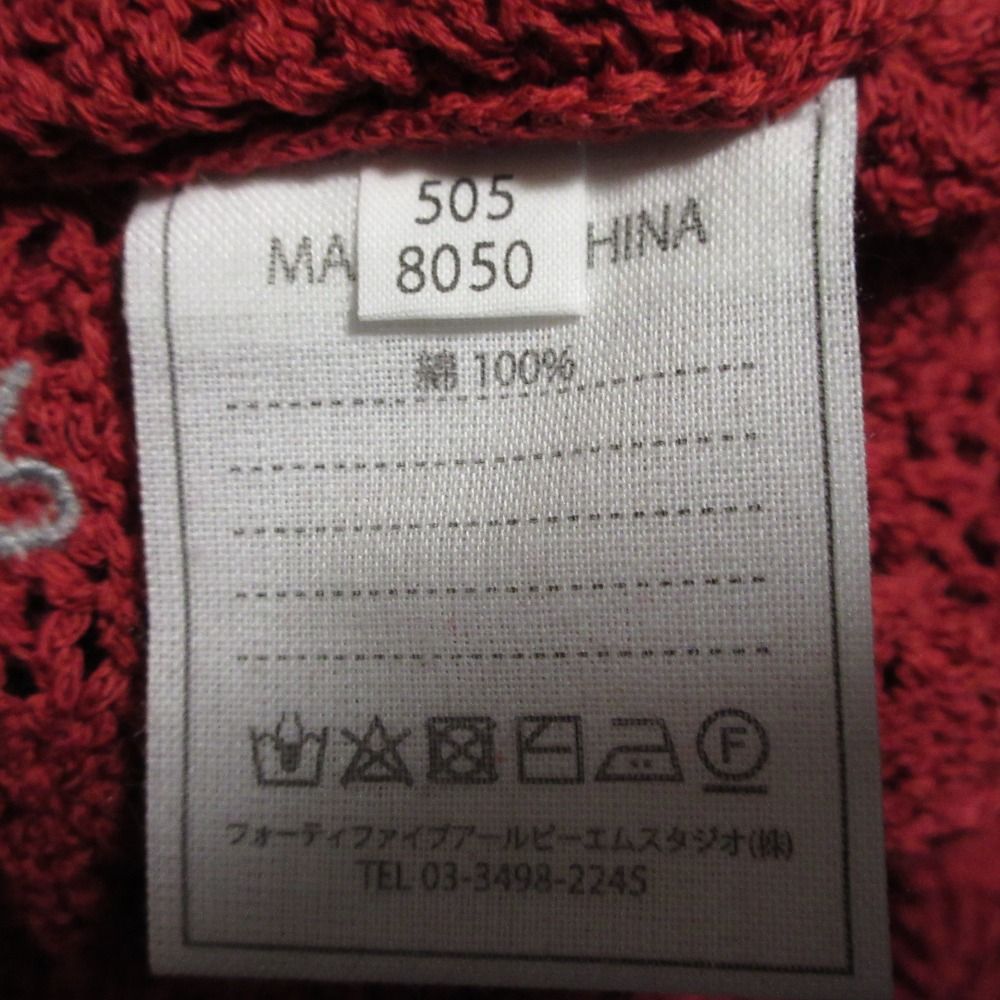 505
8050
MA HINA
綿 100%
F
フォーティファイブアールピーエムスタジオ(株)
TEL 03-3498-2245